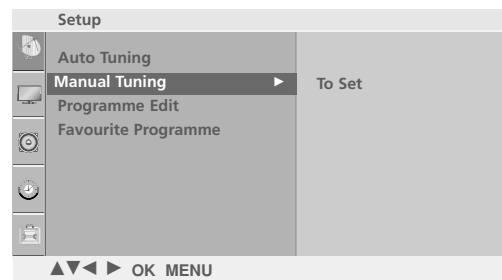 Setup
Auto Tuning
Manual Tuning ►
To Set
Programme Edit
Favourite Programme
▲▼◄ ► OK MENU